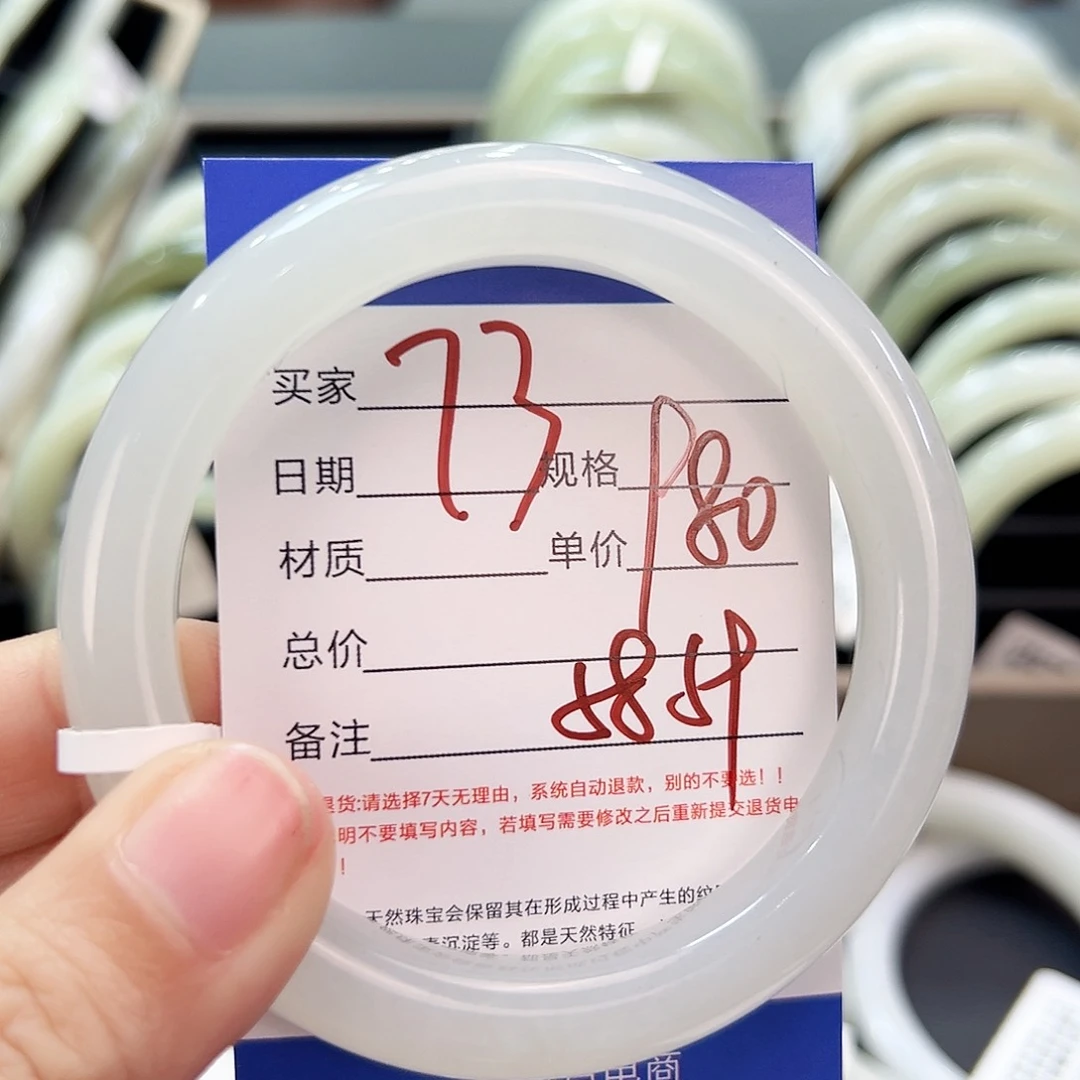 买家 73
日期 规格 P80
材质 单价
总价
备注
退货:请选择7天无理由，系统自动退款，别的不要选！！
明不要填写内容，若填写需要修改之后重新提交退货申
！
天然珠宝会保留其在形成过程中产生的纹
沉淀等。都是天然特征
电商